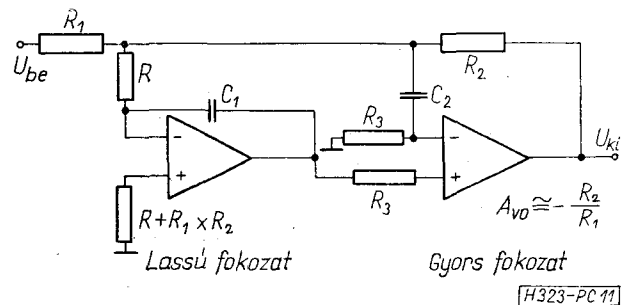 R1
Ube
R
C1
R2
C2
R3
R3
−
+
−
+
Uki
R+R1×R2
Avo≅−R2/R1
Lassú fokozat
Gyors fokozat
H323-PC11